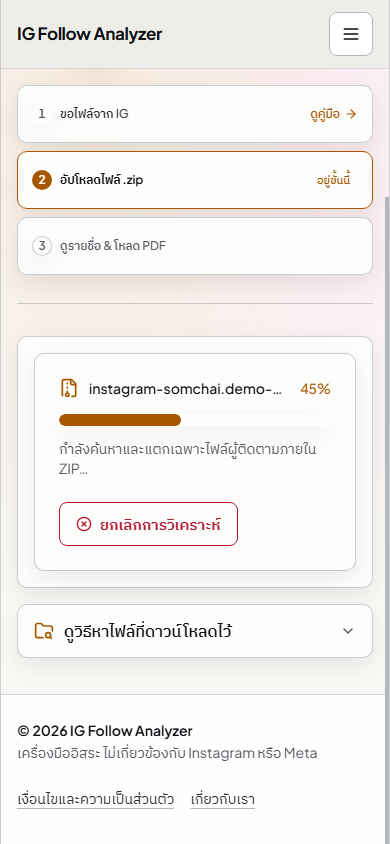 IG Follow Analyzer
1 ขอไฟล์จาก IG ดูคู่มือ →
2 อัปโหลดไฟล์ .zip อยู่ขั้นนี้
3 ดูรายชื่อ & โหลด PDF
instagram-somchai.demo-... 45%
กำลังค้นหาและแตกเฉพาะไฟล์ผู้ติดตามภายใน
ZIP...
ยกเลิกการวิเคราะห์
ดูวิธีหาไฟล์ที่ดาวน์โหลดไว้
© 2026 IG Follow Analyzer
เครื่องมืออิสระ ไม่เกี่ยวข้องกับ Instagram หรือ Meta
เงื่อนไขและความเป็นส่วนตัว เกี่ยวกับเรา